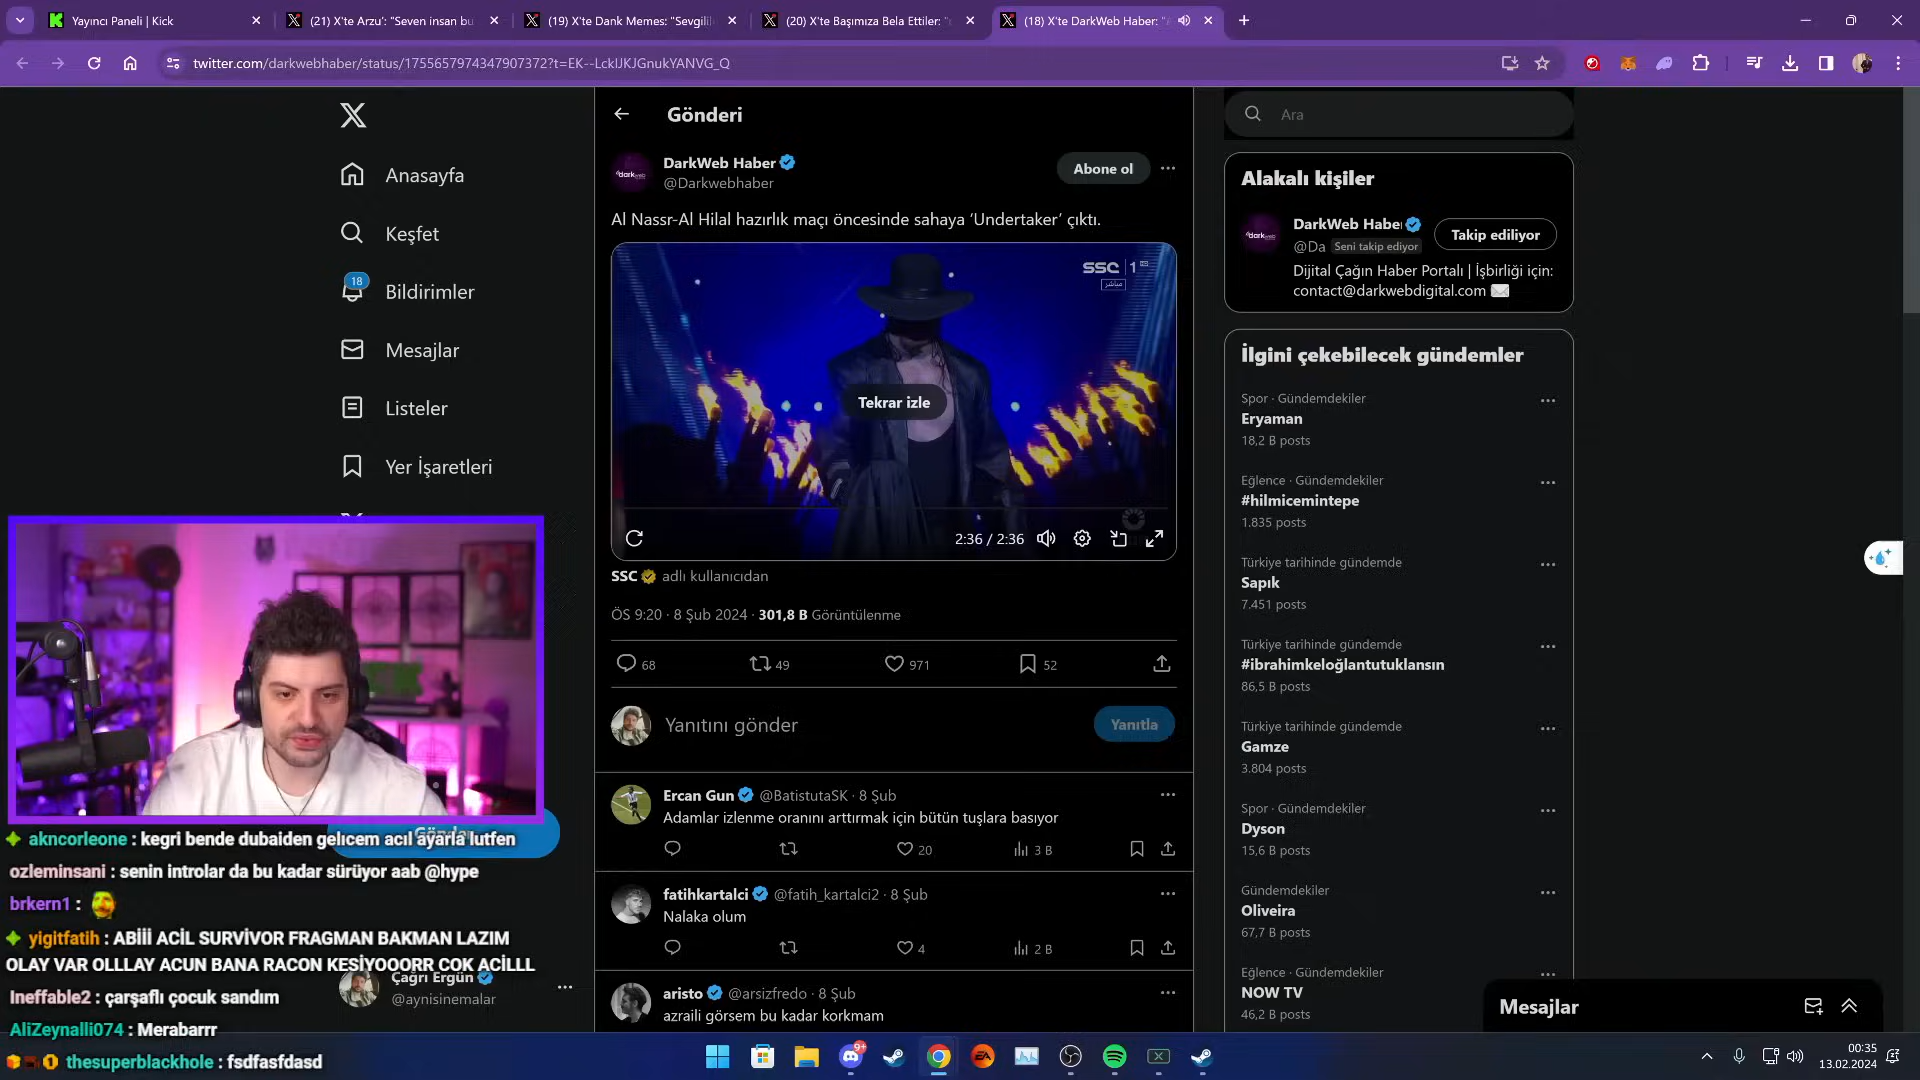 Yayıncı Paneli | Kick
(21) X'te Arzu': "Seven insan bu
(19) X'te Dank Memes: "Sevgilil
(20) X'te Başımıza Bela Ettiler: "
(18) X'te DarkWeb Haber: "A
twitter.com/darkwebhaber/status/1755657974347907372?t=EK--LckIJKJGnukYANVG_Q
Anasayfa
Keşfet
18
Bildirimler
Mesajlar
Listeler
Yer İşaretleri
Gönderi
DarkWeb Haber
@Darkwebhaber
Abone ol
Al Nassr-Al Hilal hazırlık maçı öncesinde sahaya ‘Undertaker’ çıktı.
SSC 1 HD
مباشر
Tekrar izle
2:36 / 2:36
SSC adlı kullanıcıdan
ÖS 9:20 · 8 Şub 2024 · 301,8 B Görüntülenme
68
49
971
52
Yanıtını gönder
Yanıtla
Ercan Gun @BatistutaSK · 8 Şub
Adamlar izlenme oranını arttırmak için bütün tuşlara basıyor
20
3 B
fatihkartalci @fatih_kartalci2 · 8 Şub
Nalaka olum
4
2 B
aristo @arsizfredo · 8 Şub
azraili görsem bu kadar korkmam
Ara
Alakalı kişiler
DarkWeb Habe
@Da Seni takip ediyor
Takip ediliyor
Dijital Çağın Haber Portalı | İşbirliği için:
contact@darkwebdigital.com
İlgini çekebilecek gündemler
Spor · Gündemdekiler
Eryaman
18,2 B posts
Eğlence · Gündemdekiler
#hilmicemintepe
1.835 posts
Türkiye tarihinde gündemde
Sapık
7.451 posts
Türkiye tarihinde gündemde
#ibrahimkeloğlantutuklansın
86,5 B posts
Türkiye tarihinde gündemde
Gamze
3.804 posts
Spor · Gündemdekiler
Dyson
15,6 B posts
Gündemdekiler
Oliveira
67,7 B posts
Eğlence · Gündemdekiler
NOW TV
46,2 B posts
Mesajlar
akncorleone : kegri bende dubaiden gelıcem acıl ayarla lutfen
ozleminsani : senin introlar da bu kadar sürüyor aab @hype
brkern1 :
yigitfatih : ABİİİ ACİL SURVİVOR FRAGMAN BAKMAN LAZIM
OLAY VAR OLLLAY ACUN BANA RACON KESİYOOORR COK ACİLLL
Çağrı Ergün
@aynisinemalar
Ineffable2 : çarşaflı çocuk sandım
AliZeynalli074 : Merabarrr
thesuperblackhole : fsdfasfdasd
9+
00:35
13.02.2024